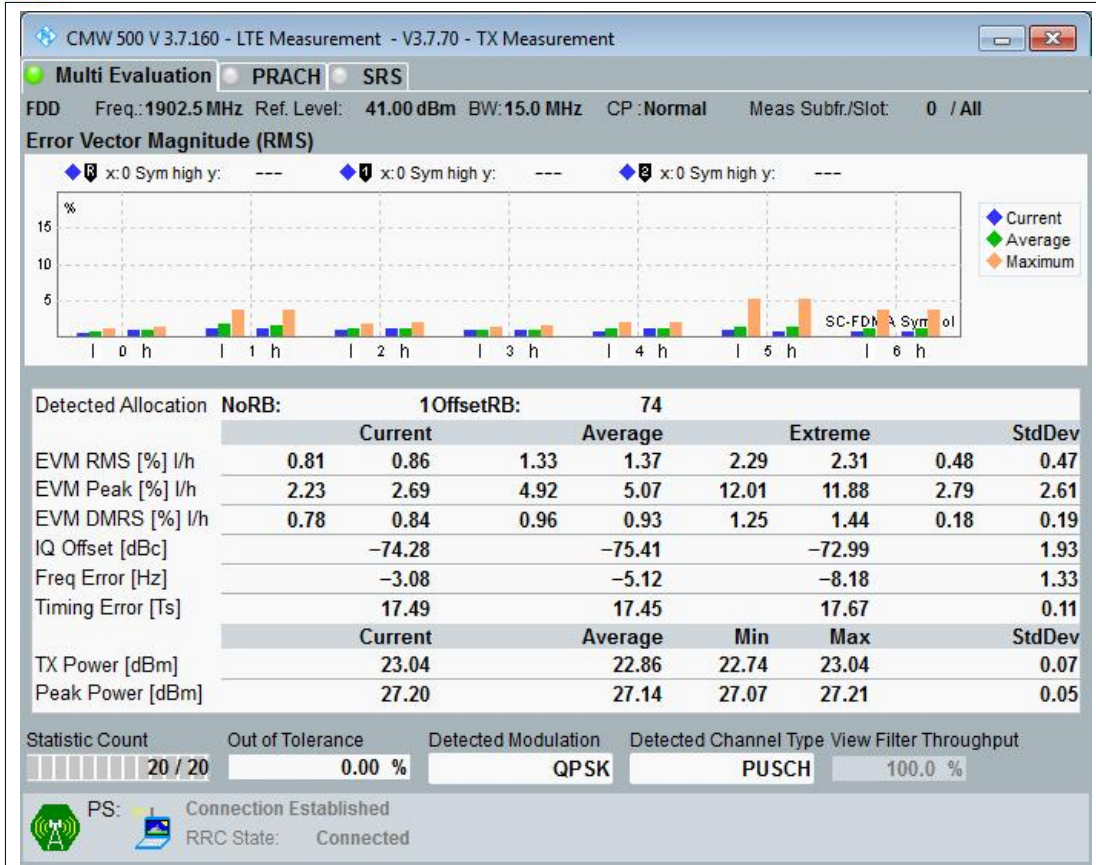 CMW 500 V 3.7.160 - LTE Measurement - V3.7.70 - TX Measurement
Multi Evaluation PRACH SRS
FDD Freq.: 1902.5 MHz Ref. Level: 41.00 dBm BW: 15.0 MHz CP : Normal Meas Subfr./Slot: 0 / All
Error Vector Magnitude (RMS)
R x: 0 Sym high y: --- 1 x: 0 Sym high y: --- 2 x: 0 Sym high y: ---
%
15
10
5
Current
Average
Maximum
SC-FDMA Symbol
l 0 h l 1 h l 2 h l 3 h l 4 h l 5 h l 6 h
Detected Allocation NoRB: 1 OffsetRB: 74
Current Average Extreme StdDev
EVM RMS [%] l/h 0.81 0.86 1.33 1.37 2.29 2.31 0.48 0.47
EVM Peak [%] l/h 2.23 2.69 4.92 5.07 12.01 11.88 2.79 2.61
EVM DMRS [%] l/h 0.78 0.84 0.96 0.93 1.25 1.44 0.18 0.19
IQ Offset [dBc] −74.28 −75.41 −72.99 1.93
Freq Error [Hz] −3.08 −5.12 −8.18 1.33
Timing Error [Ts] 17.49 17.45 17.67 0.11
Current Average Min Max StdDev
TX Power [dBm] 23.04 22.86 22.74 23.04 0.07
Peak Power [dBm] 27.20 27.14 27.07 27.21 0.05
Statistic Count Out of Tolerance Detected Modulation Detected Channel Type View Filter Throughput
20 / 20 0.00 % QPSK PUSCH 100.0 %
PS: Connection Established
RRC State: Connected